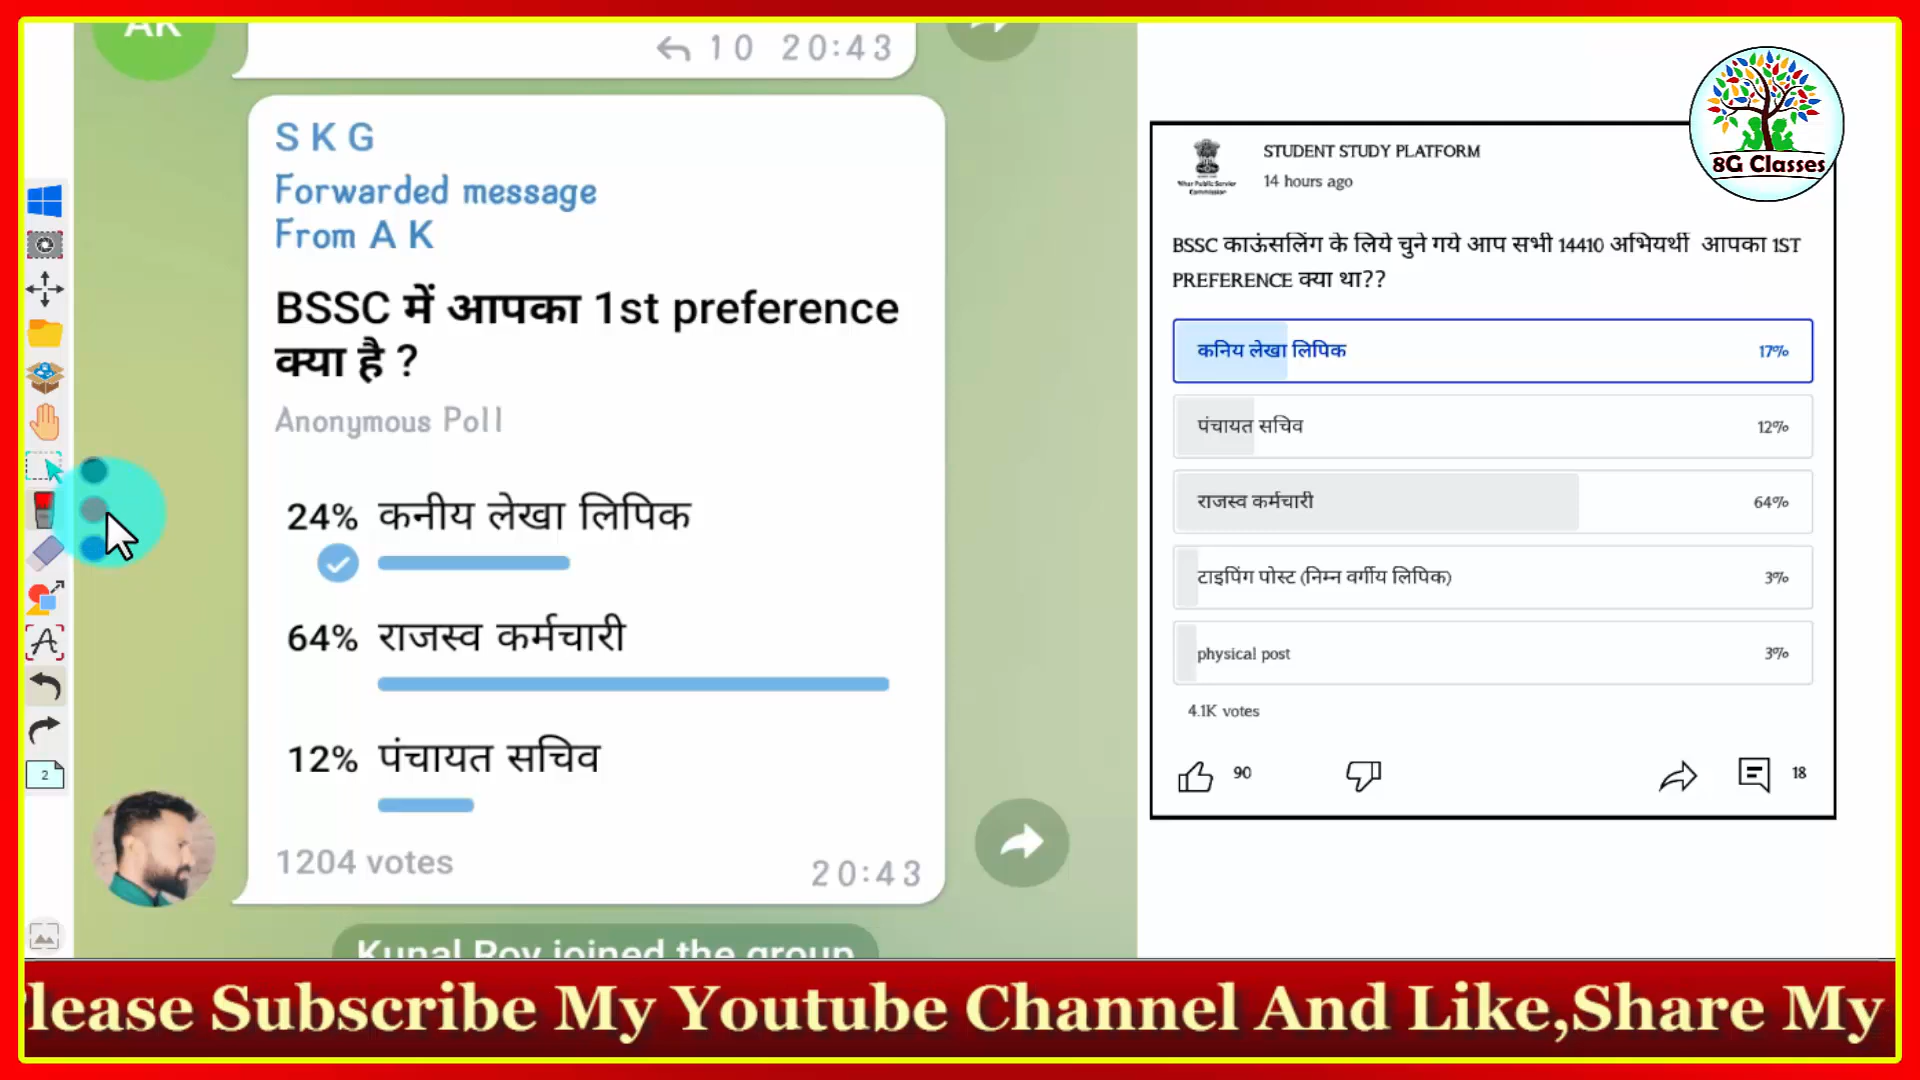 AK
10 20:43
S K G
Forwarded message
From A K
BSSC में आपका 1st preference
क्या है ?
Anonymous Poll
24% कनीय लेखा लिपिक
64% राजस्व कर्मचारी
12% पंचायत सचिव
1204 votes
20:43
Kunal Roy joined the group
8G Classes
STUDENT STUDY PLATFORM
14 hours ago
BSSC काऊंसलिंग के लिये चुने गये आप सभी 14410 अभियर्थी आपका 1ST
PREFERENCE क्या था??
कनिय लेखा लिपिक 17%
पंचायत सचिव 12%
राजस्व कर्मचारी 64%
टाइपिंग पोस्ट (निम्न वर्गीय लिपिक) 3%
physical post 3%
4.1K votes
90
18
2
lease Subscribe My Youtube Channel And Like,Share My